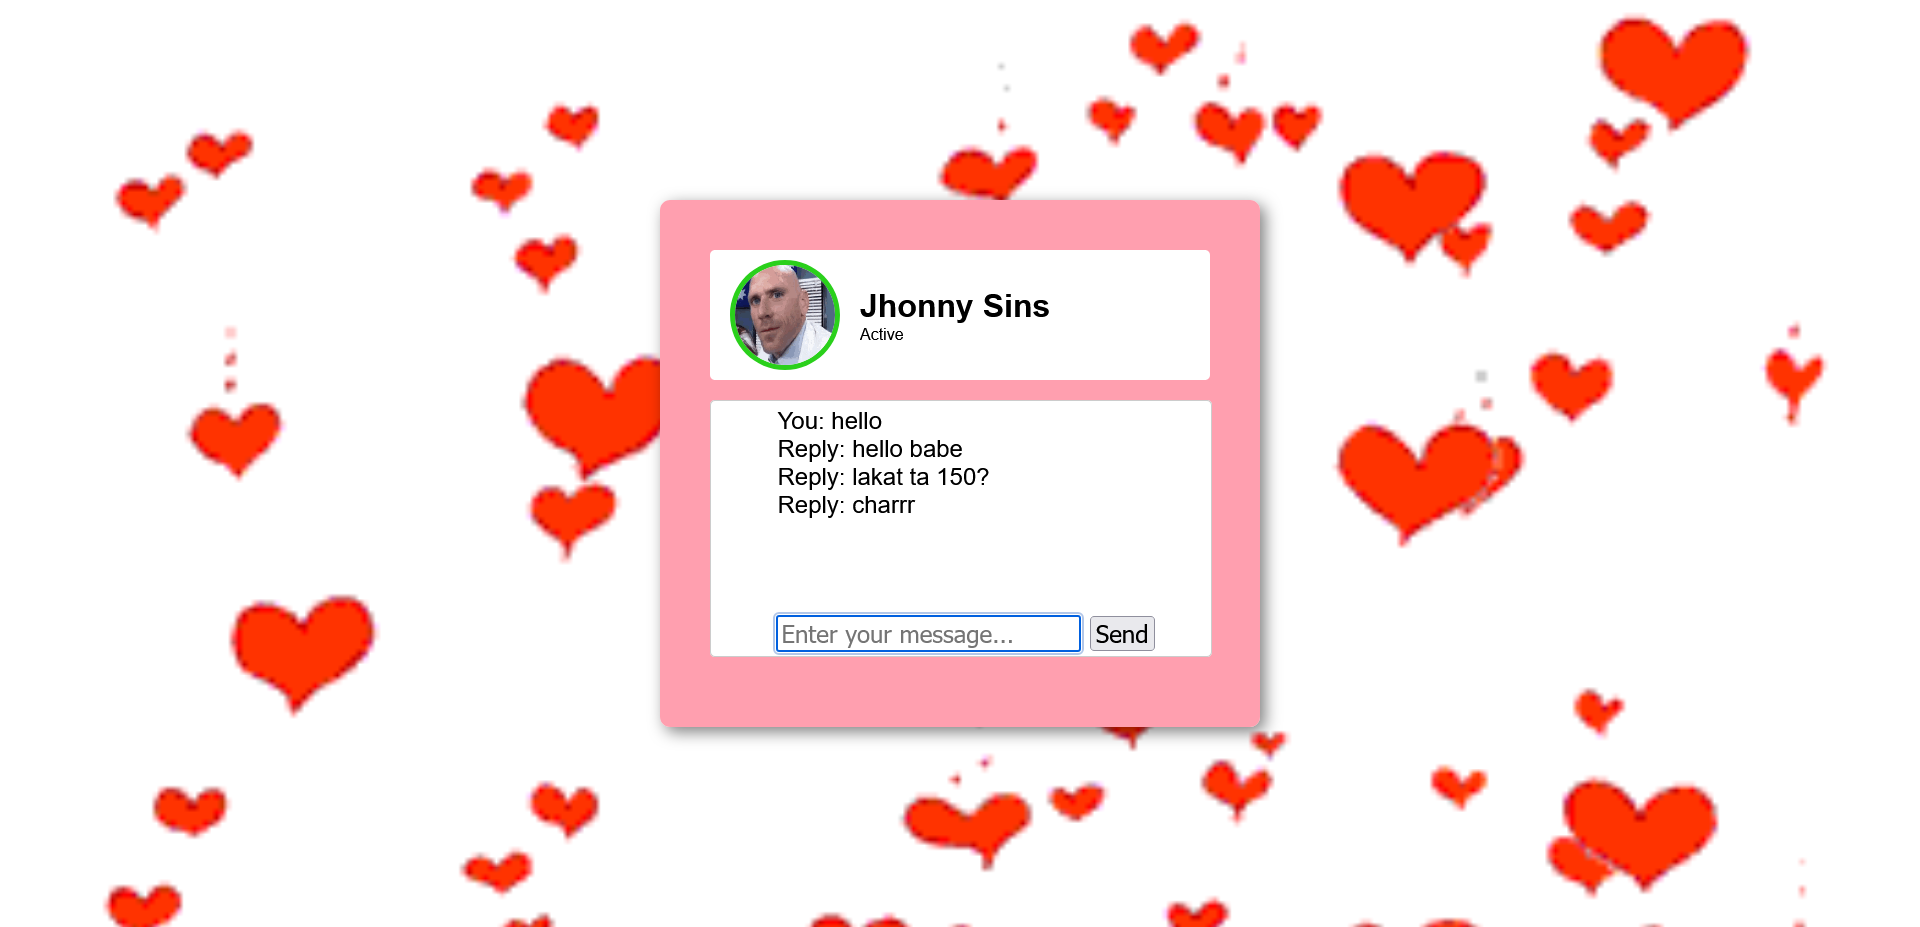 Jhonny Sins
Active
You: hello
Reply: hello babe
Reply: lakat ta 150?
Reply: charrr
Enter your message...
Send